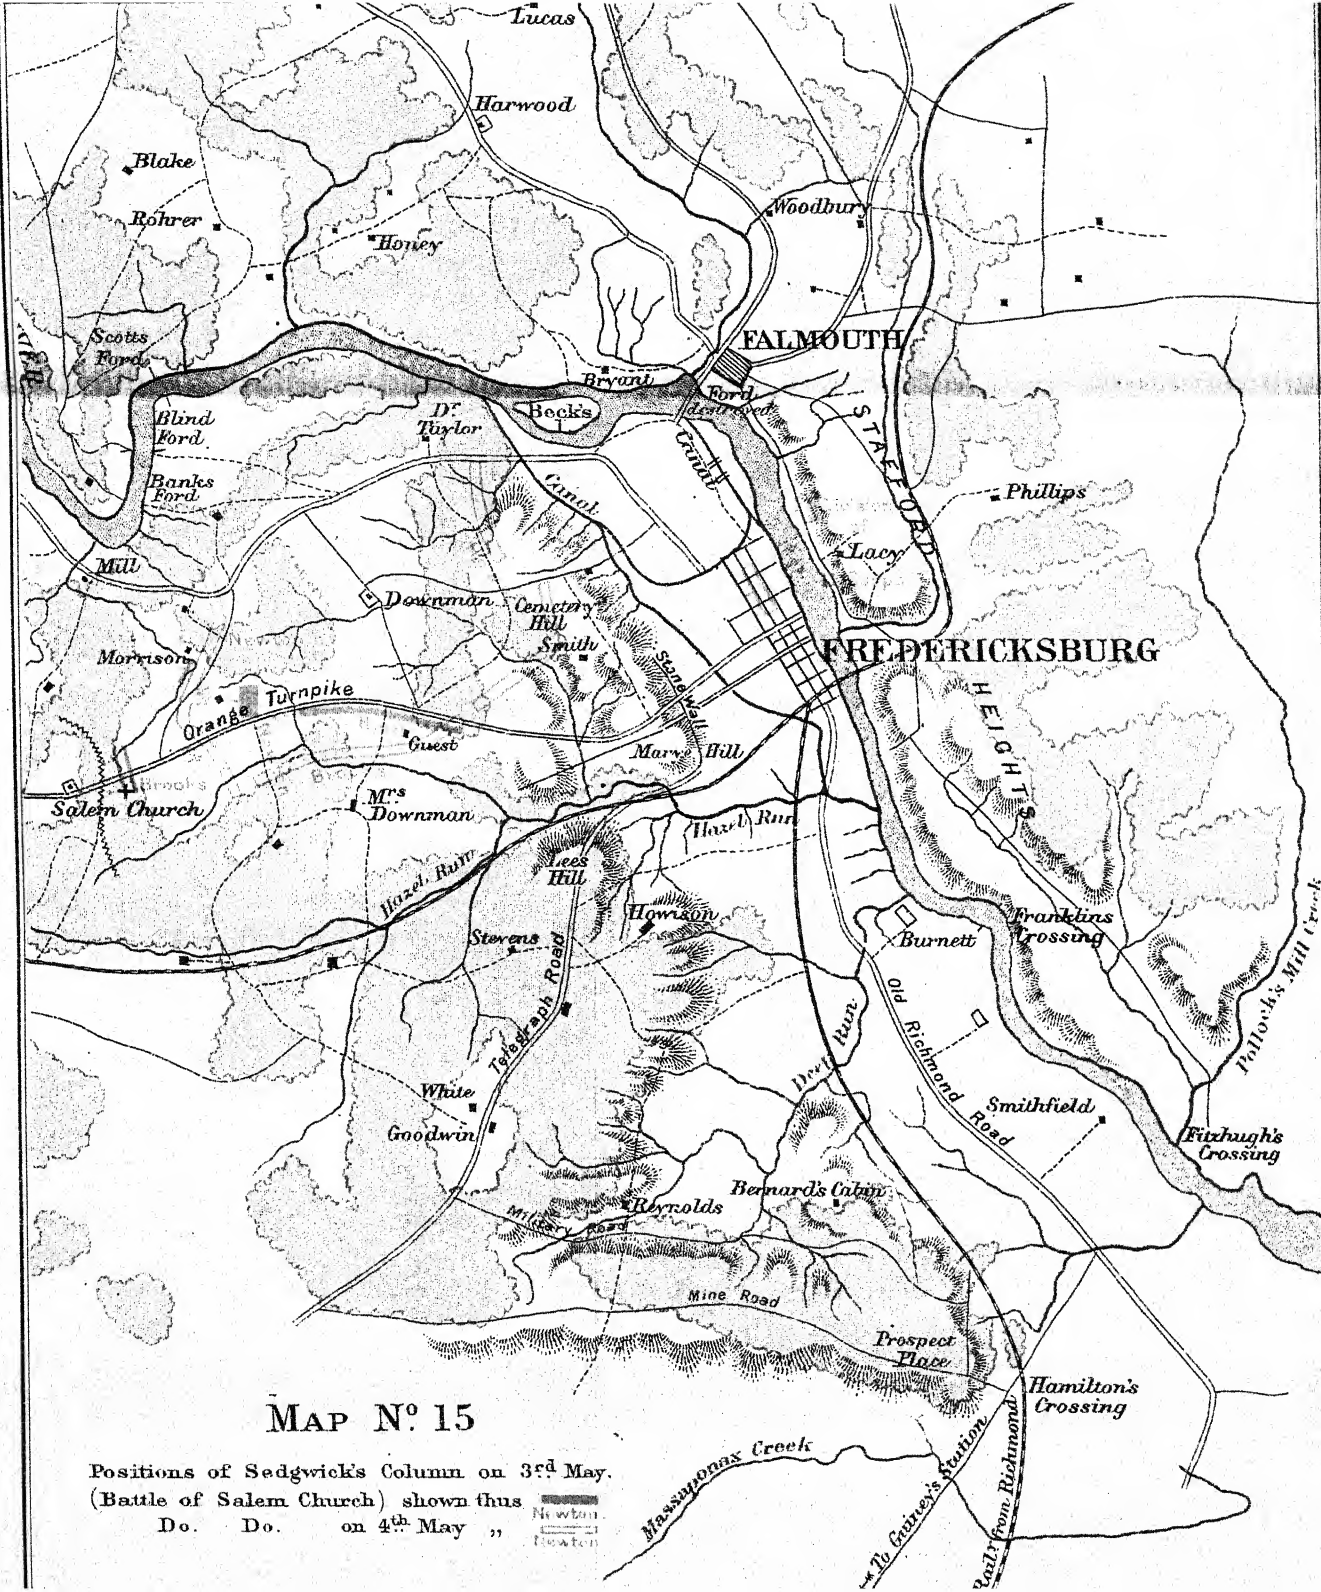 Lucas
Harwood
Blake
Rohrer
Honey
Woodbury
FALMOUTH
Scotts
Ford
Bryant
Ford
destroyed
Beck's
I
Blind
Ford
Dr
Taylor
Banks
Ford
Canal
Canal
STAFFORD
Phillips
Lacy
Mill
Downman
Cemetery
Hill
Smith
Stone Wall
FREDERICKSBURG
HEIGHTS
Morrison
Orange Turnpike
Guest
Marye Hill
Brooks
Salem Church
Mrs
Downman
Hazel Run
Hazel Run
Lees
Hill
Howison
Stevens
Telegraph Road
Franklins
Crossing
Burnett
Old Richmond Road
Deep Run
Pollock's Mill Creek
White
Goodwin
Smithfield
Fitzhugh's
Crossing
Bernard's Cabin
Reynolds
Military Road
Mine Road
Prospect
Place
Hamilton's
Crossing
Massaponax Creek
To Guiney's Station
Railr from Richmond
MAP No. 15
Positions of Sedgwick's Column on 3rd May.
(Battle of Salem Church) shown thus
Newton.
Do. Do. on 4th May „
Newton